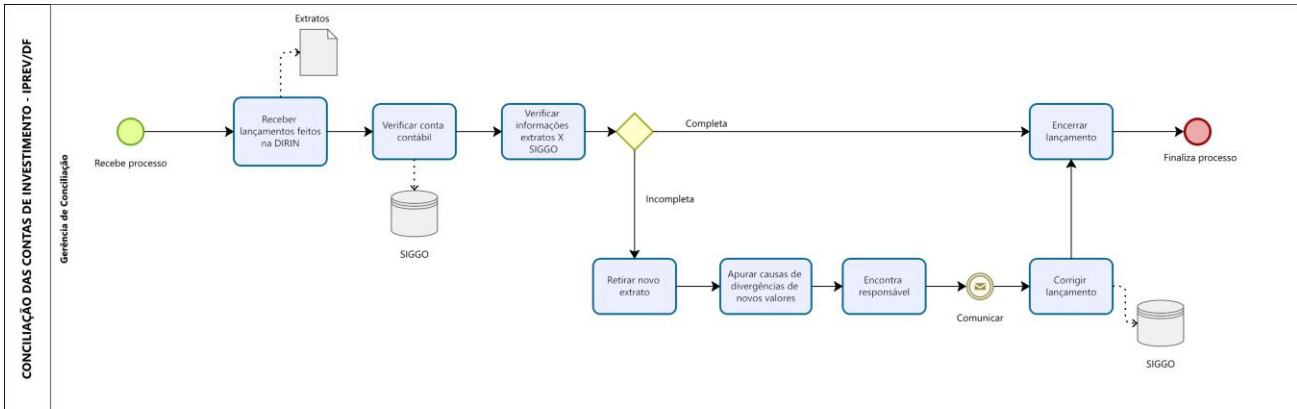 CONCILIAÇÃO DAS CONTAS DE INVESTIMENTO - IPREV/DF
Gerência de Conciliação
Extratos
Recebe processo
Receber
lançamentos feitos
na DIRIN
Verificar conta
contábil
SIGGO
Verificar
informações
extratos X
SIGGO
Completa
Incompleta
Encerrar
lançamento
Finaliza processo
Retirar novo
extrato
Apurar causas de
divergências de
novos valores
Encontra
responsável
Comunicar
Corrigir
lançamento
SIGGO